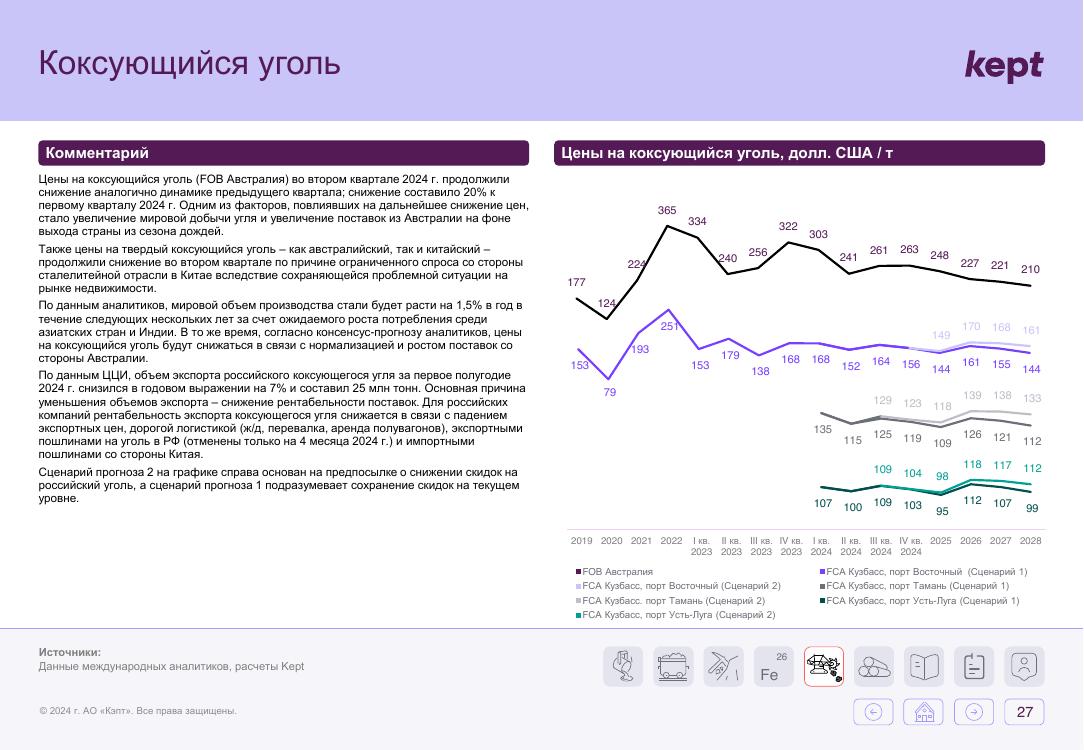 Коксующийся уголь
kept
Комментарий
Цены на коксующийся уголь (FOB Австралия) во втором квартале 2024 г. продолжили
снижение аналогично динамике предыдущего квартала; снижение составило 20% к
первому кварталу 2024 г. Одним из факторов, повлиявших на дальнейшее снижение цен,
стало увеличение мировой добычи угля и увеличение поставок из Австралии на фоне
выхода страны из сезона дождей.
Также цены на твердый коксующийся уголь – как австралийский, так и китайский –
продолжили снижение во втором квартале по причине ограниченного спроса со стороны
сталелитейной отрасли в Китае вследствие сохраняющейся проблемной ситуации на
рынке недвижимости.
По данным аналитиков, мировой объем производства стали будет расти на 1,5% в год в
течение следующих нескольких лет за счет ожидаемого роста потребления среди
азиатских стран и Индии. В то же время, согласно консенсус-прогнозу аналитиков, цены
на коксующийся уголь будут снижаться в связи с нормализацией и ростом поставок со
стороны Австралии.
По данным ЦЦИ, объем экспорта российского коксующегося угля за первое полугодие
2024 г. снизился в годовом выражении на 7% и составил 25 млн тонн. Основная причина
уменьшения объемов экспорта – снижение рентабельности поставок. Для российских
компаний рентабельность экспорта коксующегося угля снижается в связи с падением
экспортных цен, дорогой логистикой (ж/д, перевалка, аренда полувагонов), экспортными
пошлинами на уголь в РФ (отменены только на 4 месяца 2024 г.) и импортными
пошлинами со стороны Китая.
Сценарий прогноза 2 на графике справа основан на предпосылке о снижении скидок на
российский уголь, а сценарий прогноза 1 подразумевает сохранение скидок на текущем
уровне.
Цены на коксующийся уголь, долл. США / т
177 124 224 365 334 240 256 322 303 241 261 263 248 227 221 210
149 170 168 161
153 79 193 251 153 179 138 168 168 152 164 156 144 161 155 144
129 123 118 139 138 133
135 115 125 119 109 126 121 112
109 104 98 118 117 112
107 100 109 103 95 112 107 99
2019 2020 2021 2022 I кв. II кв. III кв. IV кв. I кв. II кв. III кв. IV кв. 2025 2026 2027 2028
2023 2023 2023 2023 2024 2024 2024 2024
FOB Австралия
FCA Кузбасс, порт Восточный (Сценарий 1)
FCA Кузбасс, порт Восточный (Сценарий 2)
FCA Кузбасс, порт Тамань (Сценарий 1)
FCA Кузбасс. порт Тамань (Сценарий 2)
FCA Кузбасс, порт Усть-Луга (Сценарий 1)
FCA Кузбасс, порт Усть-Луга (Сценарий 2)
Источники:
Данные международных аналитиков, расчеты Kept
26
Fe
© 2024 г. АО «Кэпт». Все права защищены.
27